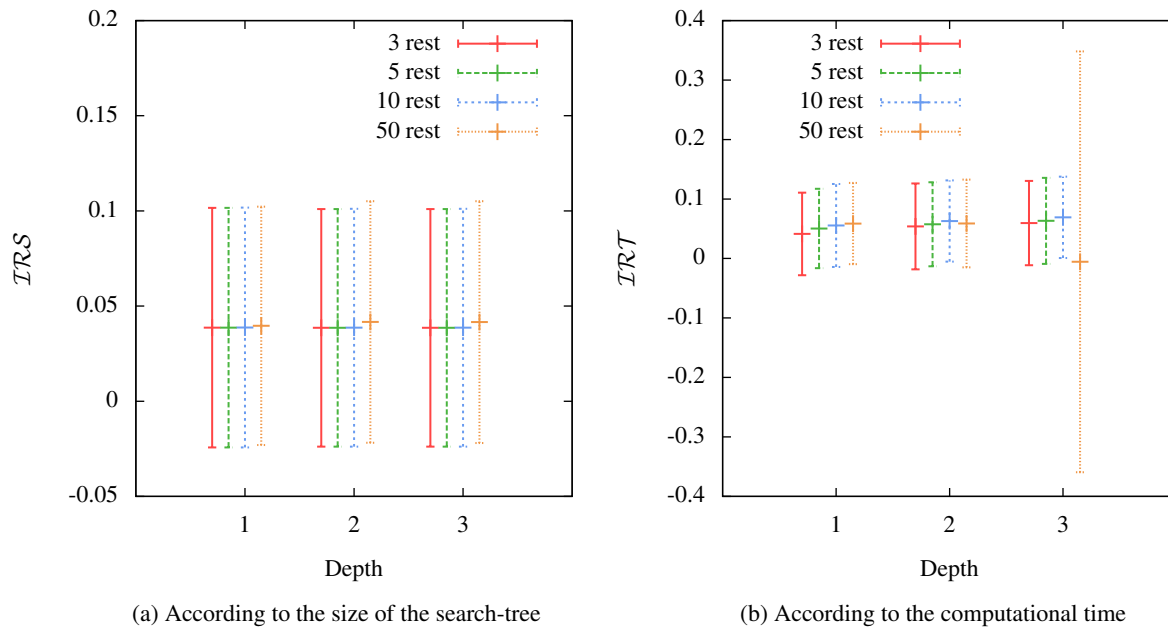 0.2
0.15
0.1
0.05
0
-0.05
IRS
3 rest
5 rest
10 rest
50 rest
1 2 3
Depth
(a) According to the size of the search-tree
0.4
0.3
0.2
0.1
0
-0.1
-0.2
-0.3
-0.4
IRT
3 rest
5 rest
10 rest
50 rest
1 2 3
Depth
(b) According to the computational time